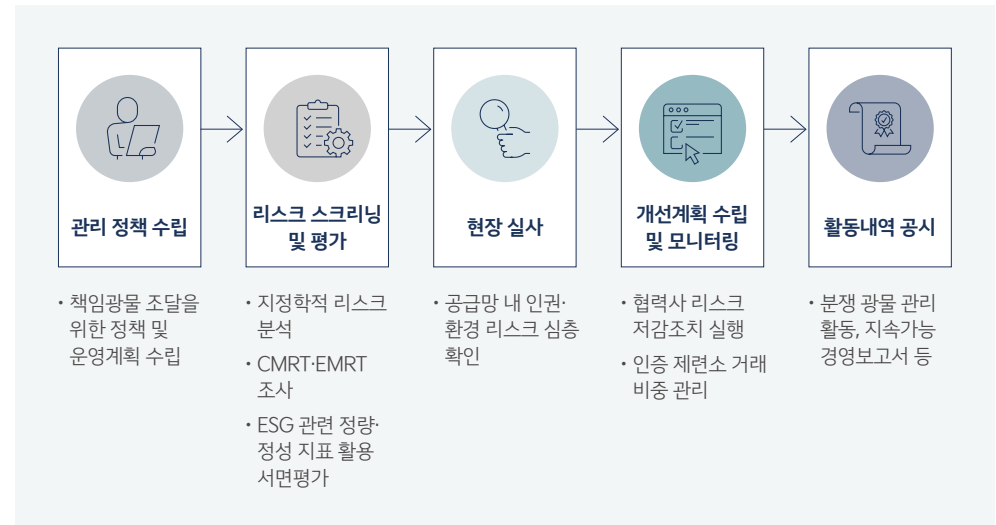 관리 정책 수립
• 책임광물 조달을
위한 정책 및
운영계획 수립
리스크 스크리닝
및 평가
• 지정학적 리스크
분석
• CMRT·EMRT
조사
• ESG 관련 정량·
정성 지표 활용
서면평가
현장 실사
• 공급망 내 인권·
환경 리스크 심층
확인
개선계획 수립
및 모니터링
• 협력사 리스크
저감조치 실행
• 인증 제련소 거래
비중 관리
활동내역 공시
• 분쟁 광물 관리
활동, 지속가능
경영보고서 등